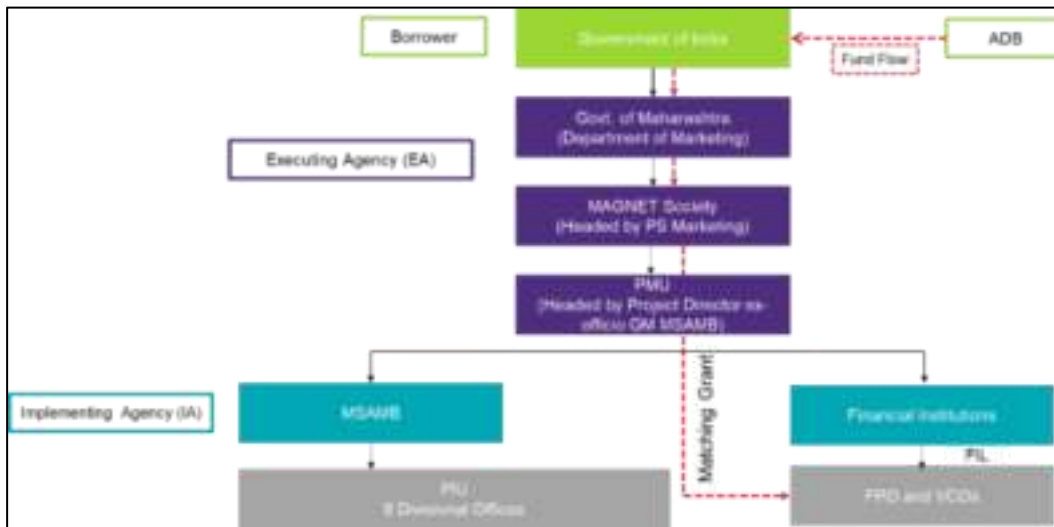 Borrower
Government of India
ADB
Fund Flow
Govt. of Maharashtra
(Department of Marketing)
Executing Agency (EA)
MAGNET Society
(Headed by PS Marketing)
PMU
(Headed by Project Director ex-
officio GM MSAMB)
Implementing Agency (IA)
MSAMB
Matching Grant
Financial Institutions
FIL
PIU
8 Divisional Offices
FPO and VCOs